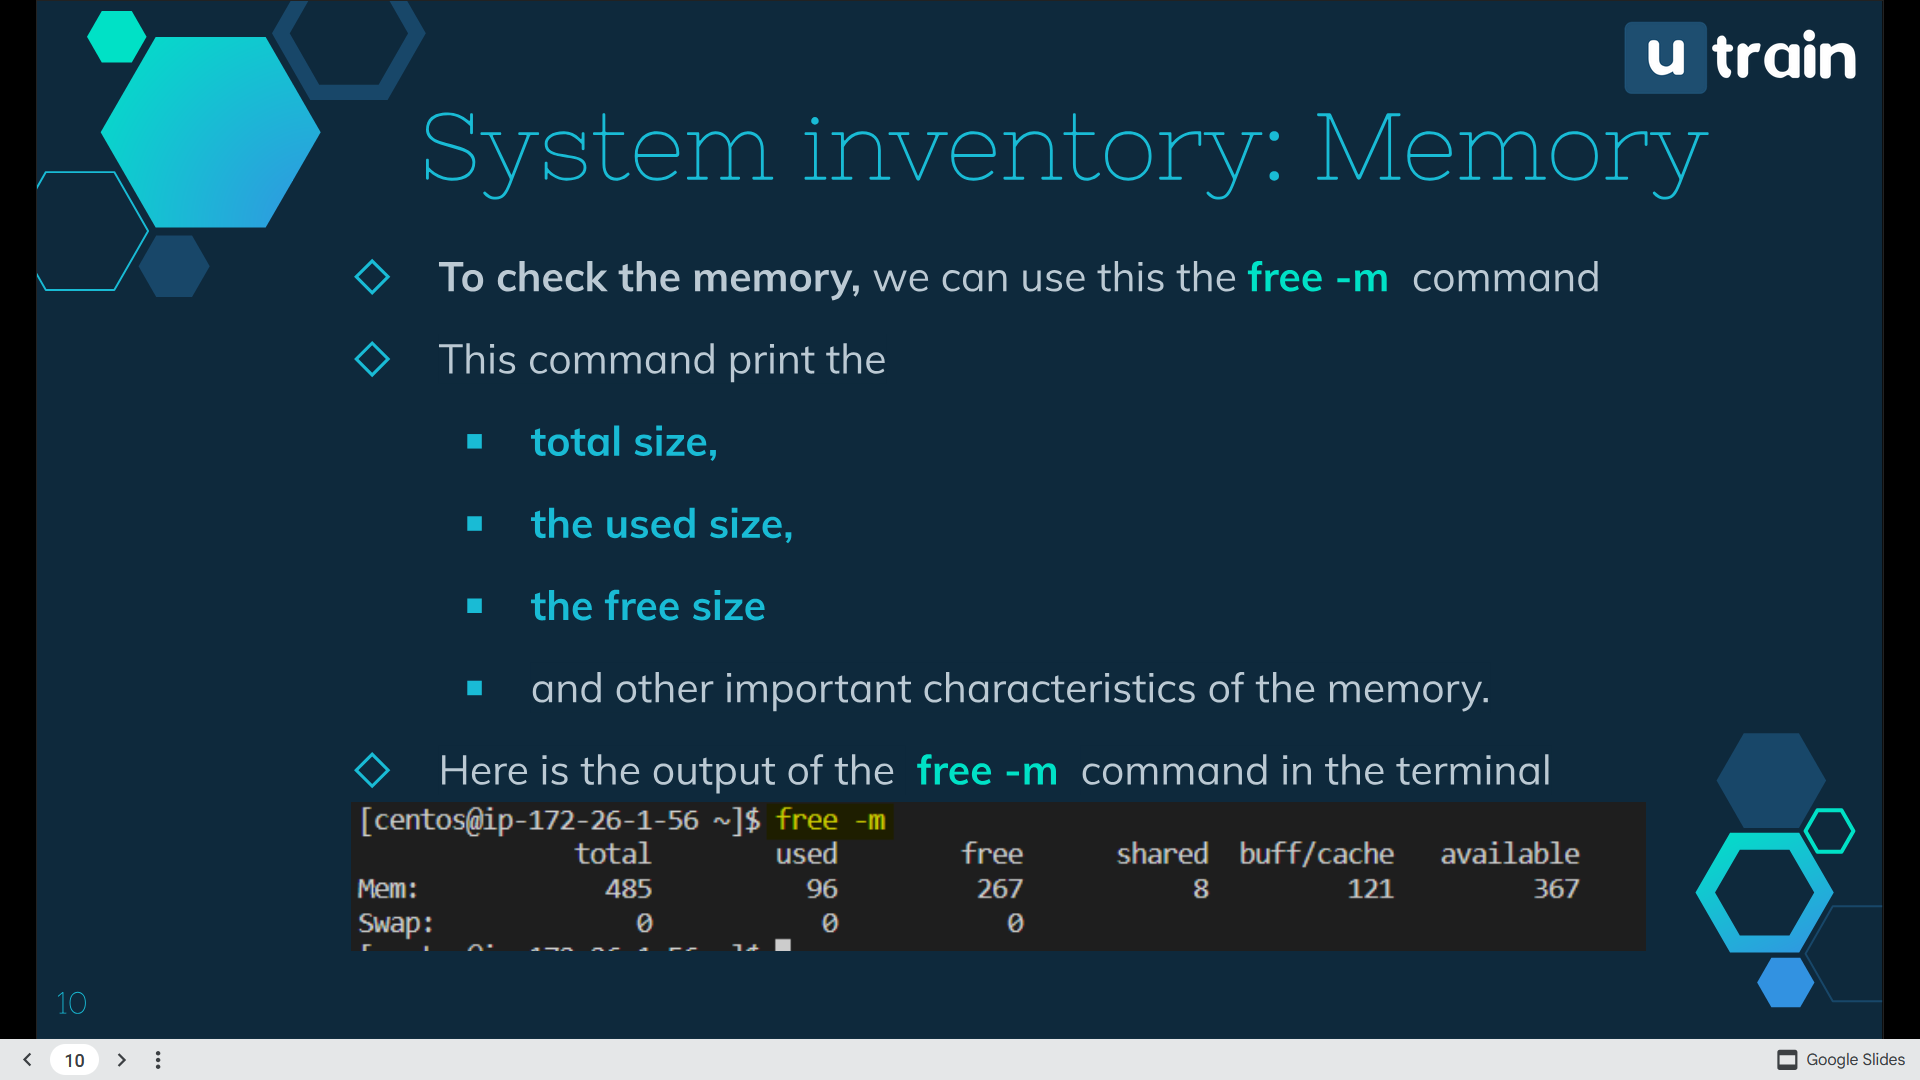 u train
System inventory: Memory
To check the memory, we can use this the free -m command
This command print the
total size,
the used size,
the free size
and other important characteristics of the memory.
Here is the output of the free -m command in the terminal
[centos@ip-172-26-1-56 ~]$ free -m
total used free shared buff/cache available
Mem: 485 96 267 8 121 367
Swap: 0 0 0
10
10
Google Slides